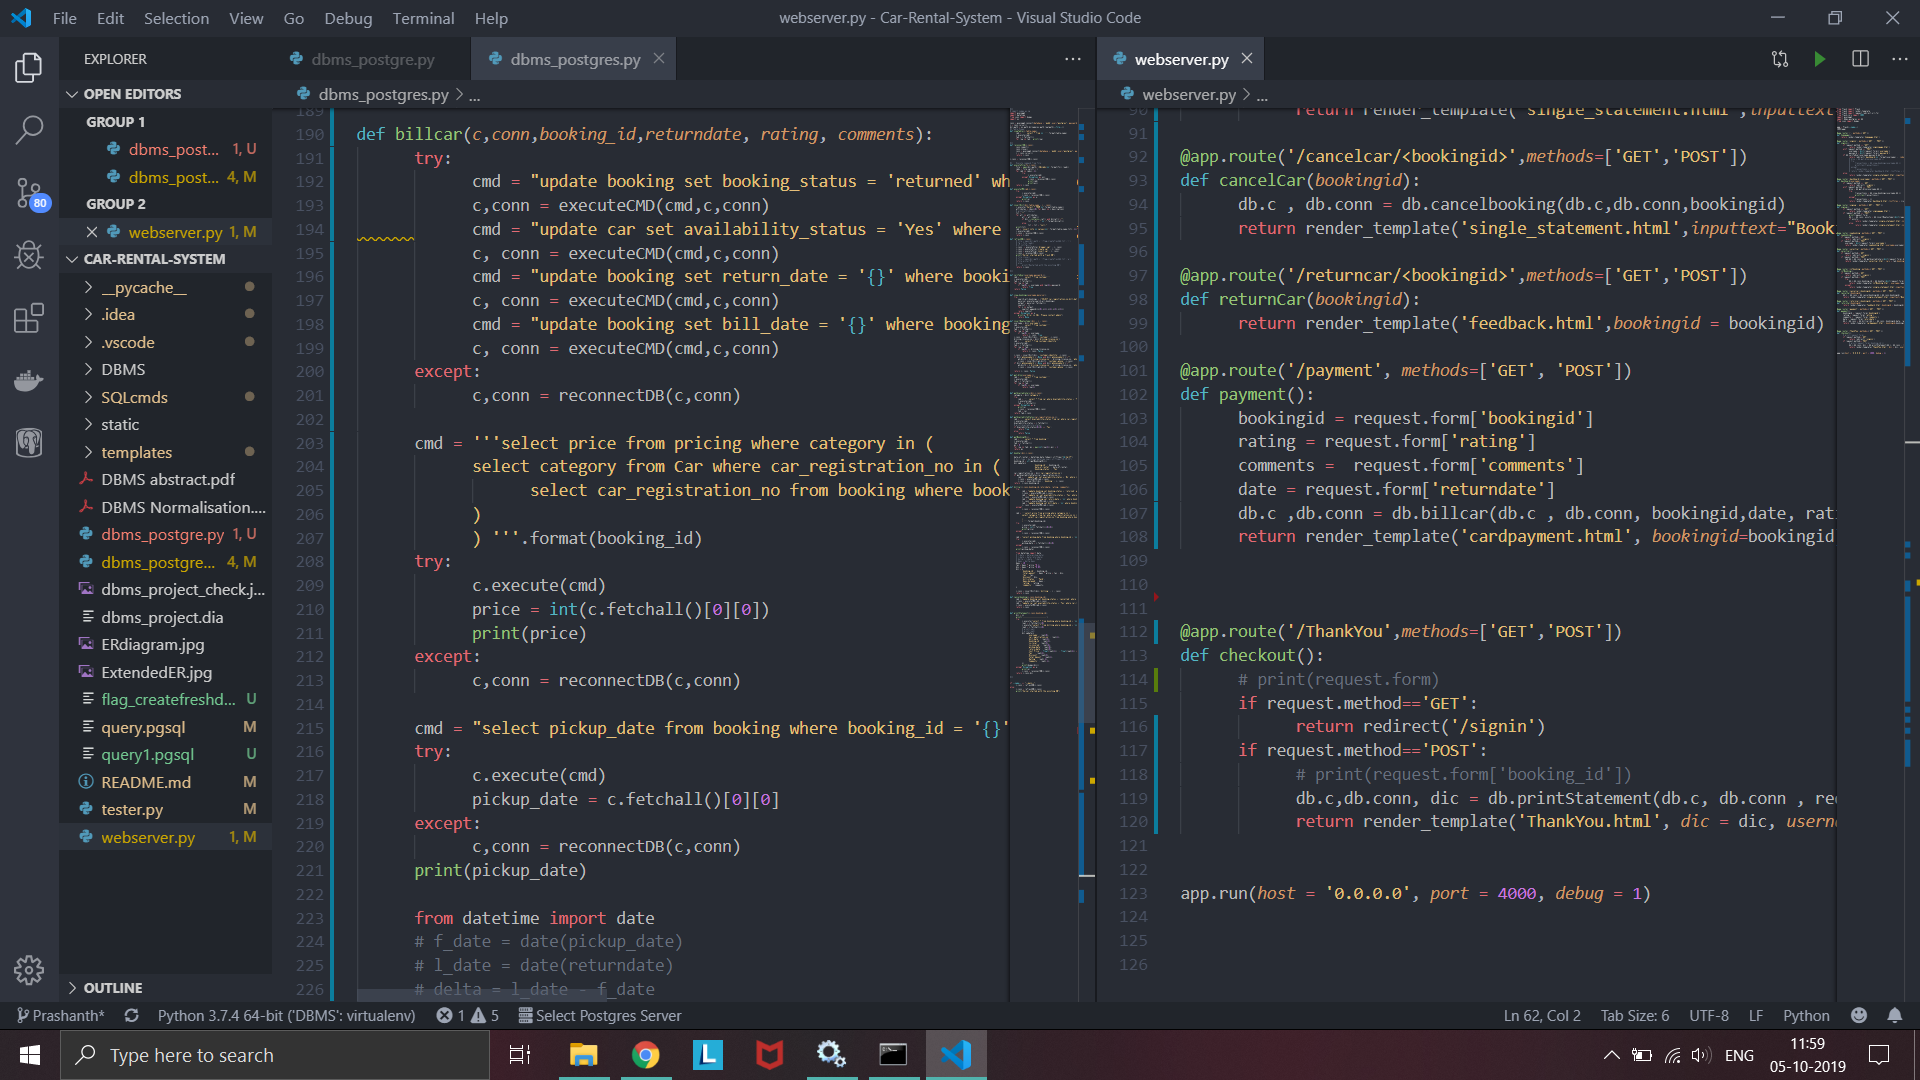 File Edit Selection View Go Debug Terminal Help
webserver.py - Car-Rental-System - Visual Studio Code
EXPLORER
OPEN EDITORS
GROUP 1
dbms_post... 1, U
dbms_post... 4, M
GROUP 2
webserver.py 1, M
CAR-RENTAL-SYSTEM
__pycache__
.idea
.vscode
DBMS
SQLcmds
static
templates
DBMS abstract.pdf
DBMS Normalisation....
dbms_postgre.py 1, U
dbms_postgre... 4, M
dbms_project_check.j...
dbms_project.dia
ERdiagram.jpg
ExtendedER.jpg
flag_createfreshd... U
query.pgsql M
query1.pgsql U
README.md M
tester.py M
webserver.py 1, M
OUTLINE
80
dbms_postgre.py
dbms_postgres.py
dbms_postgres.py > ...
189
190 def billcar(c,conn,booking_id,returndate, rating, comments):
191 try:
192 cmd = "update booking set booking_status = 'returned' wh
193 c,conn = executeCMD(cmd,c,conn)
194 cmd = "update car set availability_status = 'Yes' where
195 c, conn = executeCMD(cmd,c,conn)
196 cmd = "update booking set return_date = '{}' where booki
197 c, conn = executeCMD(cmd,c,conn)
198 cmd = "update booking set bill_date = '{}' where booking
199 c, conn = executeCMD(cmd,c,conn)
200 except:
201 c,conn = reconnectDB(c,conn)
202
203 cmd = '''select price from pricing where category in (
204 select category from Car where car_registration_no in (
205 select car_registration_no from booking where book
206 )
207 ) '''.format(booking_id)
208 try:
209 c.execute(cmd)
210 price = int(c.fetchall()[0][0])
211 print(price)
212 except:
213 c,conn = reconnectDB(c,conn)
214
215 cmd = "select pickup_date from booking where booking_id = '{}'
216 try:
217 c.execute(cmd)
218 pickup_date = c.fetchall()[0][0]
219 except:
220 c,conn = reconnectDB(c,conn)
221 print(pickup_date)
222
223 from datetime import date
224 # f_date = date(pickup_date)
225 # l_date = date(returndate)
226 # delta = l_date - f_date
webserver.py
webserver.py > ...
90 return render_template('single_statement.html',inputtext
91
92 @app.route('/cancelcar/<bookingid>',methods=['GET','POST'])
93 def cancelCar(bookingid):
94 db.c , db.conn = db.cancelbooking(db.c,db.conn,bookingid)
95 return render_template('single_statement.html',inputtext="Book
96
97 @app.route('/returncar/<bookingid>',methods=['GET','POST'])
98 def returnCar(bookingid):
99 return render_template('feedback.html',bookingid = bookingid)
100
101 @app.route('/payment', methods=['GET', 'POST'])
102 def payment():
103 bookingid = request.form['bookingid']
104 rating = request.form['rating']
105 comments =  request.form['comments']
106 date = request.form['returndate']
107 db.c ,db.conn = db.billcar(db.c , db.conn, bookingid,date, rat
108 return render_template('cardpayment.html', bookingid=bookingid
109
110
111
112 @app.route('/ThankYou',methods=['GET','POST'])
113 def checkout():
114 # print(request.form)
115 if request.method=='GET':
116 return redirect('/signin')
117 if request.method=='POST':
118 # print(request.form['booking_id'])
119 db.c,db.conn, dic = db.printStatement(db.c, db.conn , re
120 return render_template('ThankYou.html', dic = dic, usern
121
122
123 app.run(host = '0.0.0.0', port = 4000, debug = 1)
124
125
126
Prashanth* Python 3.7.4 64-bit ('DBMS': virtualenv) 1 5 Select Postgres Server
Ln 62, Col 2 Tab Size: 6 UTF-8 LF Python
Type here to search
L
ENG
11:59
05-10-2019